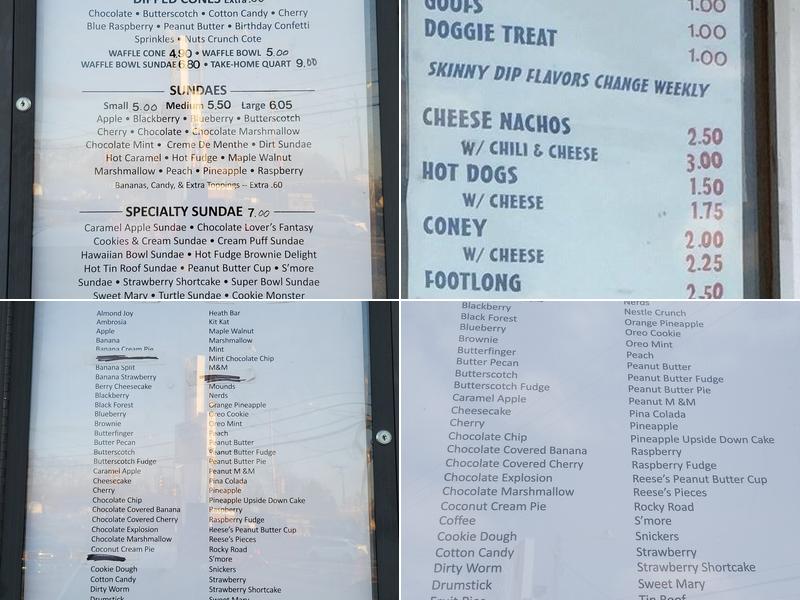 DIPPED CONES Extra .60
Chocolate • Butterscotch • Cotton Candy • Cherry
Blue Raspberry • Peanut Butter • Birthday Confetti
Sprinkles • Nuts Crunch Cote
WAFFLE CONE 4.90 • WAFFLE BOWL 5.00
WAFFLE BOWL SUNDAE 6.80 • TAKE-HOME QUART 9.00
SUNDAES
Small 5.00 Medium 5.50 Large 6.05
Apple • Blackberry • Blueberry • Butterscotch
Cherry • Chocolate • Chocolate Marshmallow
Chocolate Mint • Creme De Menthe • Dirt Sundae
Hot Caramel • Hot Fudge • Maple Walnut
Marshmallow • Peach • Pineapple • Raspberry
Bananas, Candy, & Extra Toppings -- Extra .60
SPECIALTY SUNDAE 7.00
Caramel Apple Sundae • Chocolate Lover's Fantasy
Cookies & Cream Sundae • Cream Puff Sundae
Hawaiian Bowl Sundae • Hot Fudge Brownie Delight
Hot Tin Roof Sundae • Peanut Butter Cup • S'more
Sundae • Strawberry Shortcake • Super Bowl Sundae
Sweet Mary • Turtle Sundae • Cookie Monster
GOOFS 1.00
DOGGIE TREAT 1.00
1.00
SKINNY DIP FLAVORS CHANGE WEEKLY
CHEESE NACHOS 2.50
W/ CHILI & CHEESE 3.00
HOT DOGS 1.50
W/ CHEESE 1.75
CONEY 2.00
W/ CHEESE 2.25
FOOTLONG 2.50
Almond Joy
Ambrosia
Apple
Banana
Banana Cream Pie
Banana Split
Banana Strawberry
Berry Cheesecake
Blackberry
Black Forest
Blueberry
Brownie
Butterfinger
Butter Pecan
Butterscotch
Butterscotch Fudge
Caramel Apple
Cheesecake
Cherry
Chocolate Chip
Chocolate Covered Banana
Chocolate Covered Cherry
Chocolate Explosion
Chocolate Marshmallow
Coconut Cream Pie
Cookie Dough
Cotton Candy
Dirty Worm
Drumstick
Heath Bar
Kit Kat
Maple Walnut
Marshmallow
Mint
Mint Chocolate Chip
M&M
Mounds
Nerds
Orange Pineapple
Oreo Cookie
Oreo Mint
Peach
Peanut Butter
Peanut Butter Fudge
Peanut Butter Pie
Peanut M &M
Pina Colada
Pineapple
Pineapple Upside Down Cake
Raspberry
Raspberry Fudge
Reese's Peanut Butter Cup
Reese's Pieces
Rocky Road
S'more
Snickers
Strawberry
Strawberry Shortcake
Sweet Mary
Blackberry
Black Forest
Blueberry
Brownie
Butterfinger
Butter Pecan
Butterscotch
Butterscotch Fudge
Caramel Apple
Cheesecake
Cherry
Chocolate Chip
Chocolate Covered Banana
Chocolate Covered Cherry
Chocolate Explosion
Chocolate Marshmallow
Coconut Cream Pie
Coffee
Cookie Dough
Cotton Candy
Dirty Worm
Drumstick
Nerds
Nestle Crunch
Orange Pineapple
Oreo Cookie
Oreo Mint
Peach
Peanut Butter
Peanut Butter Fudge
Peanut Butter Pie
Peanut M &M
Pina Colada
Pineapple
Pineapple Upside Down Cake
Raspberry
Raspberry Fudge
Reese's Peanut Butter Cup
Reese's Pieces
Rocky Road
S'more
Snickers
Strawberry
Strawberry Shortcake
Sweet Mary
Tin Roof